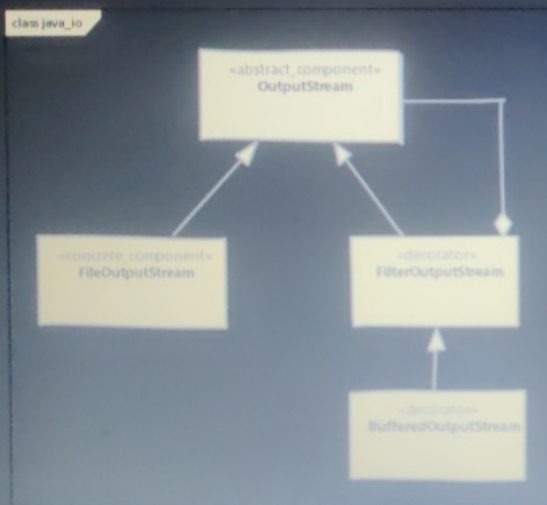 class java_io
«abstract_component»
OutputStream
«concrete_component»
FileOutputStream
«decorator»
FilterOutputStream
«decorator»
BufferedOutputStream